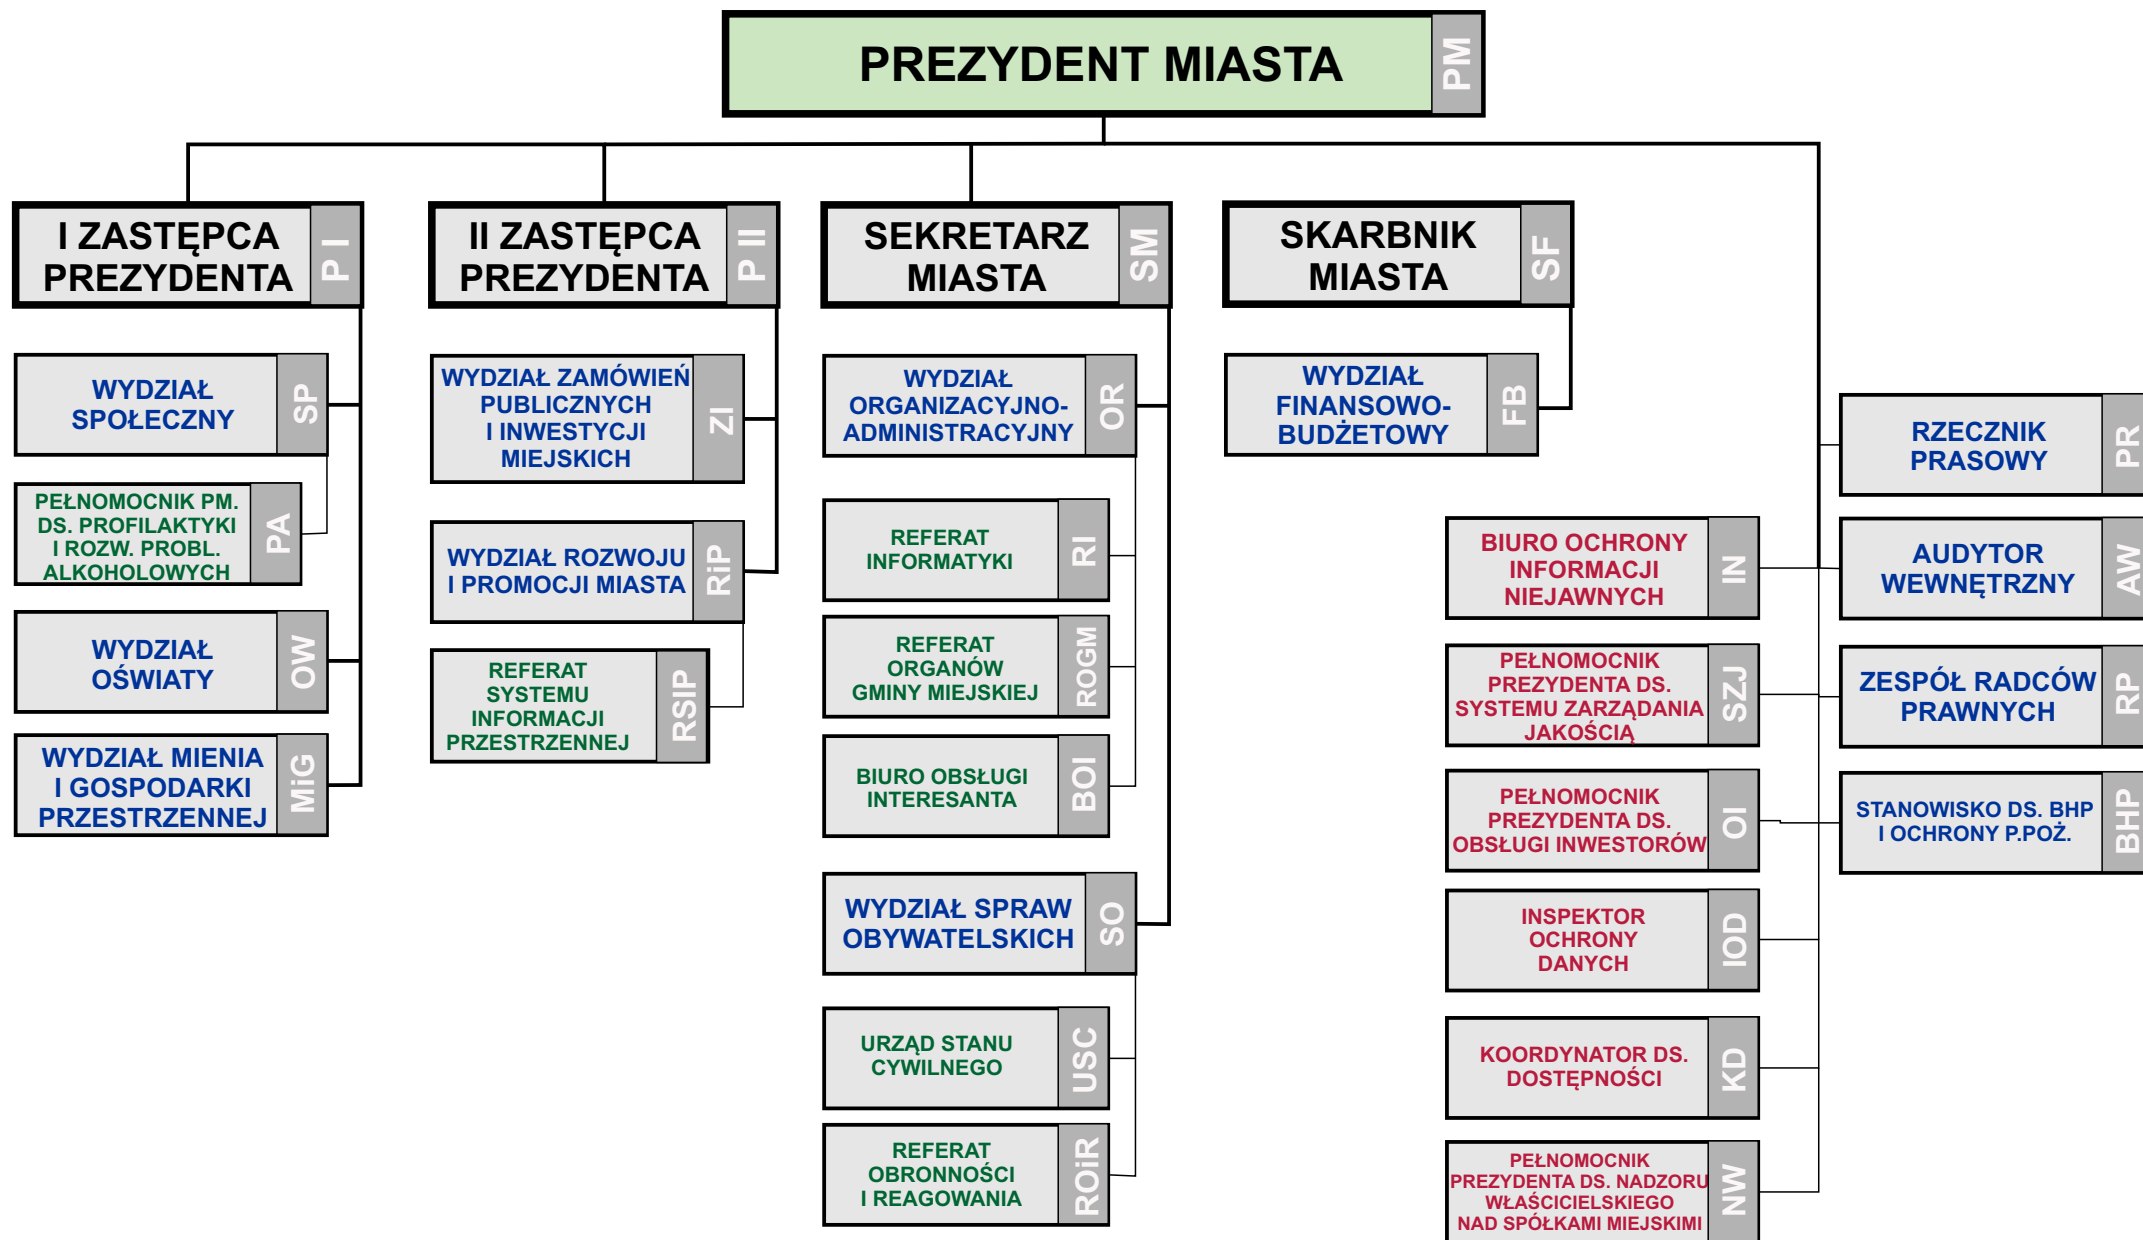 PREZYDENT MIASTA
PM
I ZASTĘPCA
PREZYDENTA
P I
WYDZIAŁ
SPOŁECZNY
SP
PEŁNOMOCNIK PM.
DS. PROFILAKTYKI
I ROZW. PROBL.
ALKOHOLOWYCH
PA
WYDZIAŁ
OŚWIATY
OW
WYDZIAŁ MIENIA
I GOSPODARKI
PRZESTRZENNEJ
MiG
II ZASTĘPCA
PREZYDENTA
P II
WYDZIAŁ ZAMÓWIEŃ
PUBLICZNYCH
I INWESTYCJI
MIEJSKICH
ZI
WYDZIAŁ ROZWOJU
I PROMOCJI MIASTA
RiP
REFERAT
SYSTEMU
INFORMACJI
PRZESTRZENNEJ
RSIP
SEKRETARZ
MIASTA
SM
WYDZIAŁ
ORGANIZACYJNO-
ADMINISTRACYJNY
OR
REFERAT
INFORMATYKI
RI
REFERAT
ORGANÓW
GMINY MIEJSKIEJ
ROGM
BIURO OBSŁUGI
INTERESANTA
BOI
WYDZIAŁ SPRAW
OBYWATELSKICH
SO
URZĄD STANU
CYWILNEGO
USC
REFERAT
OBRONNOŚCI
I REAGOWANIA
ROiR
SKARBNIK
MIASTA
SF
WYDZIAŁ
FINANSOWO-
BUDŻETOWY
FB
BIURO OCHRONY
INFORMACJI
NIEJAWNYCH
IN
PEŁNOMOCNIK
PREZYDENTA DS.
SYSTEMU ZARZĄDANIA
JAKOŚCIĄ
SZJ
PEŁNOMOCNIK
PREZYDENTA DS.
OBSŁUGI INWESTORÓW
OI
INSPEKTOR
OCHRONY
DANYCH
IOD
KOORDYNATOR DS.
DOSTĘPNOŚCI
KD
PEŁNOMOCNIK
PREZYDENTA DS. NADZORU
WŁAŚCICIELSKIEGO
NAD SPÓŁKAMI MIEJSKIMI
NW
RZECZNIK
PRASOWY
PR
AUDYTOR
WEWNĘTRZNY
AW
ZESPÓŁ RADCÓW
PRAWNYCH
RP
STANOWISKO DS. BHP
I OCHRONY P.POŻ.
BHP